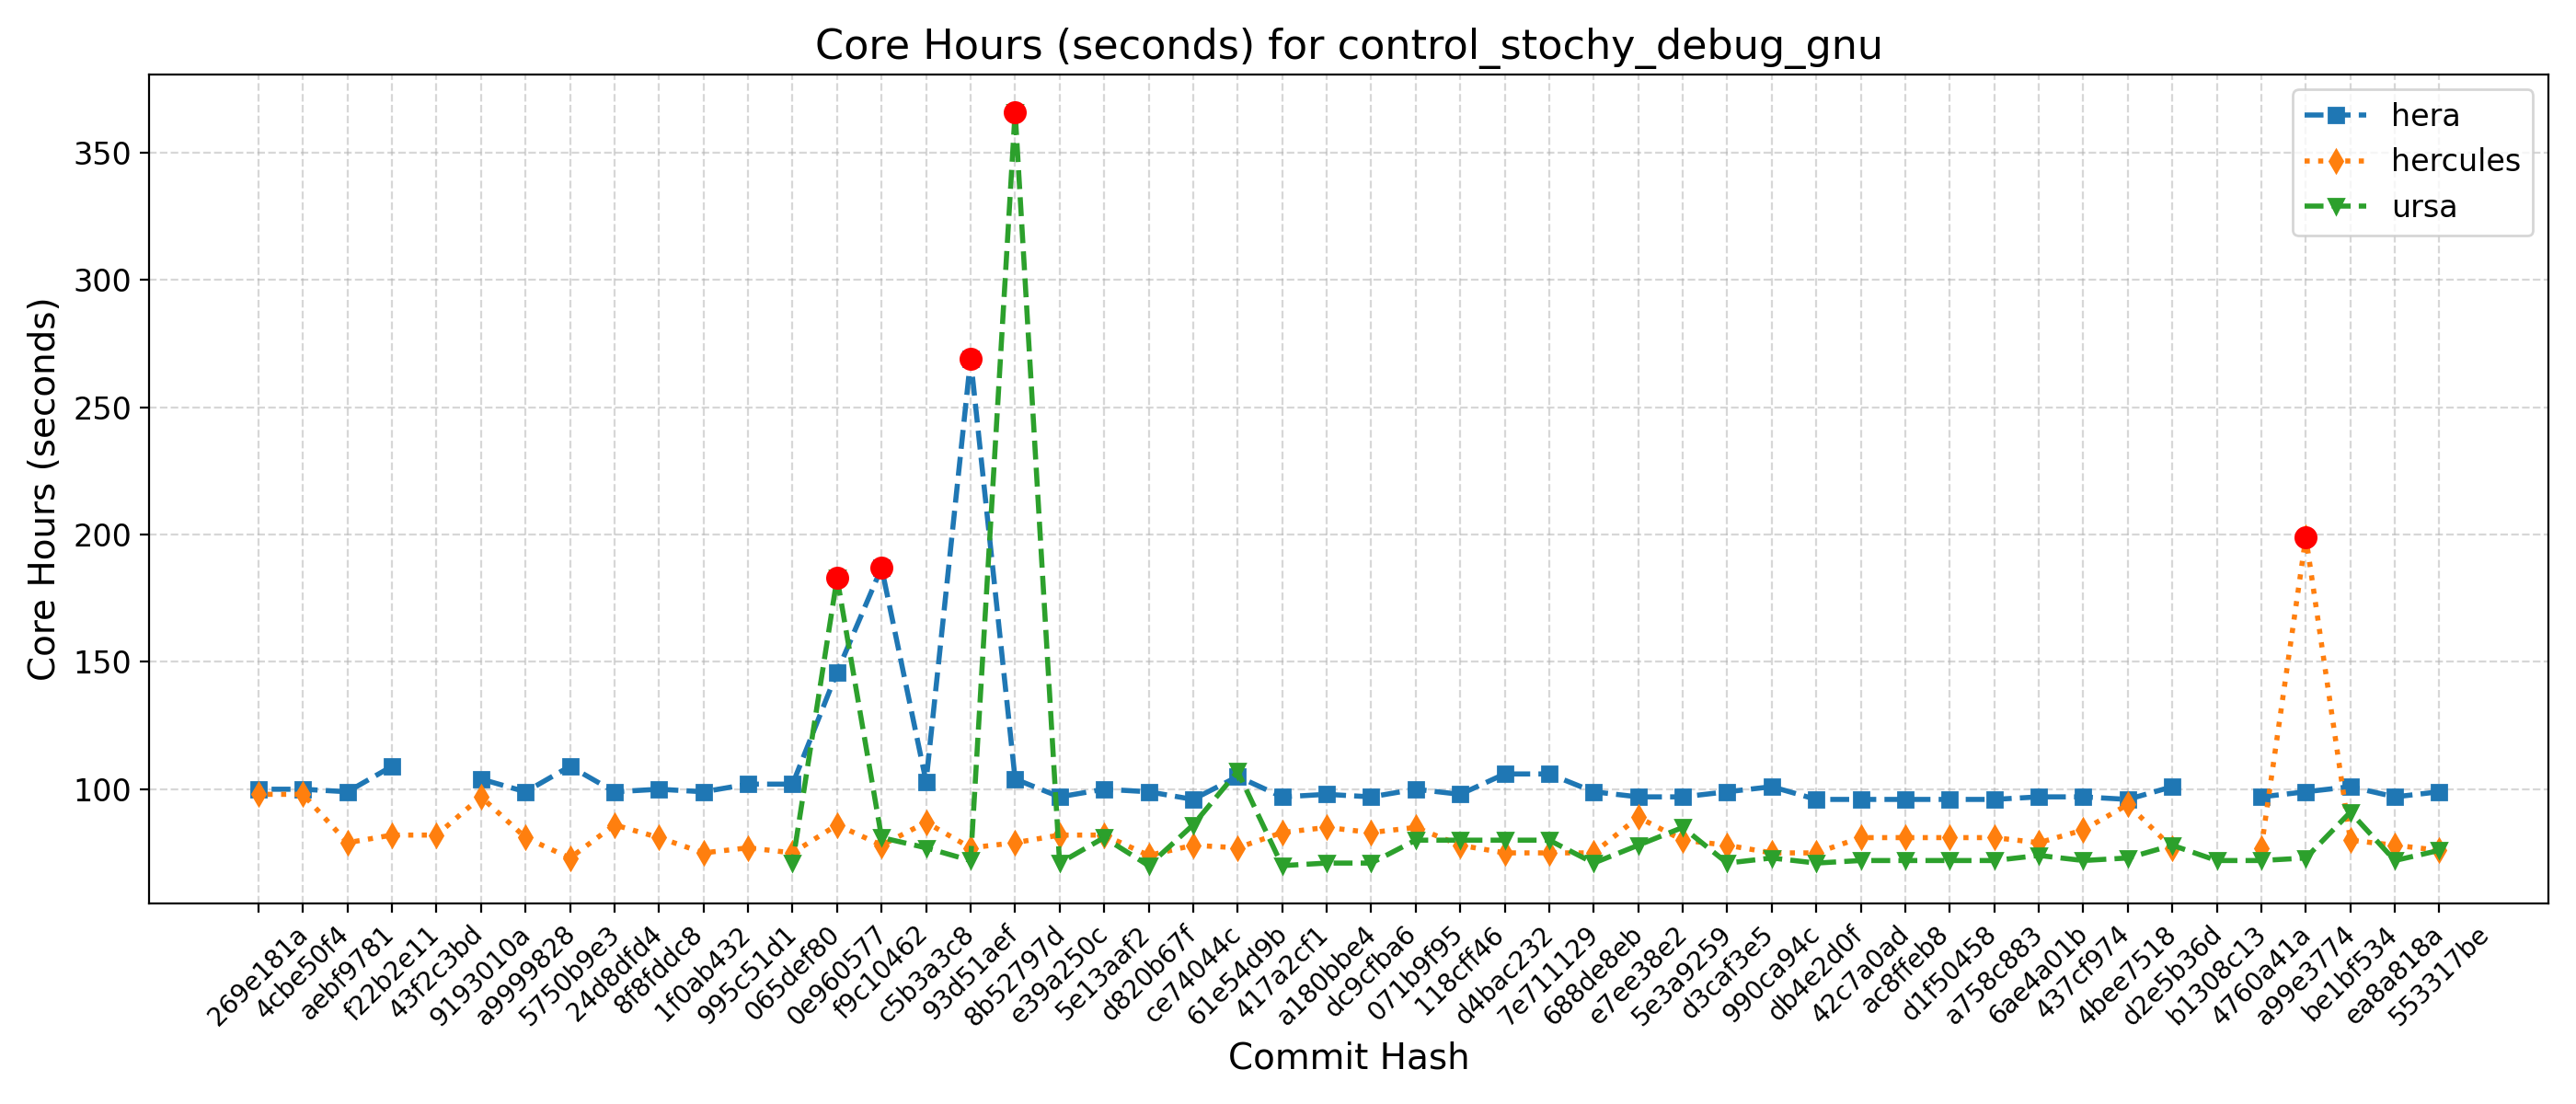 Core Hours (seconds) for control_stochy_debug_gnu
hera
hercules
ursa
Core Hours (seconds)
350
300
250
200
150
100
269e181a
4cbe50f4
aebf9781
f22b2e11
43f2c3bd
9193010a
a9999828
5750b9e3
24d8dfd4
8f8fddc8
1f0ab432
995c51d1
065def80
0e960577
f9c10462
c5b3a3c8
93d51aef
8b52797d
e39a250c
5e13aaf2
d820b67f
ce74044c
61e54d9b
417a2cf1
a180bbe4
dc9cfba6
071b9f95
118cff46
d4bac232
7e711129
688de8eb
e7ee38e2
5e3a9259
d3caf3e5
990ca94c
db4e2d0f
42c7a0ad
ac8ffeb8
d1f50458
a758c883
6ae4a01b
437cf974
4bee7518
d2e5b36d
b1308c13
4760a41a
a99e3774
be1bf534
ea8a818a
553317be
Commit Hash